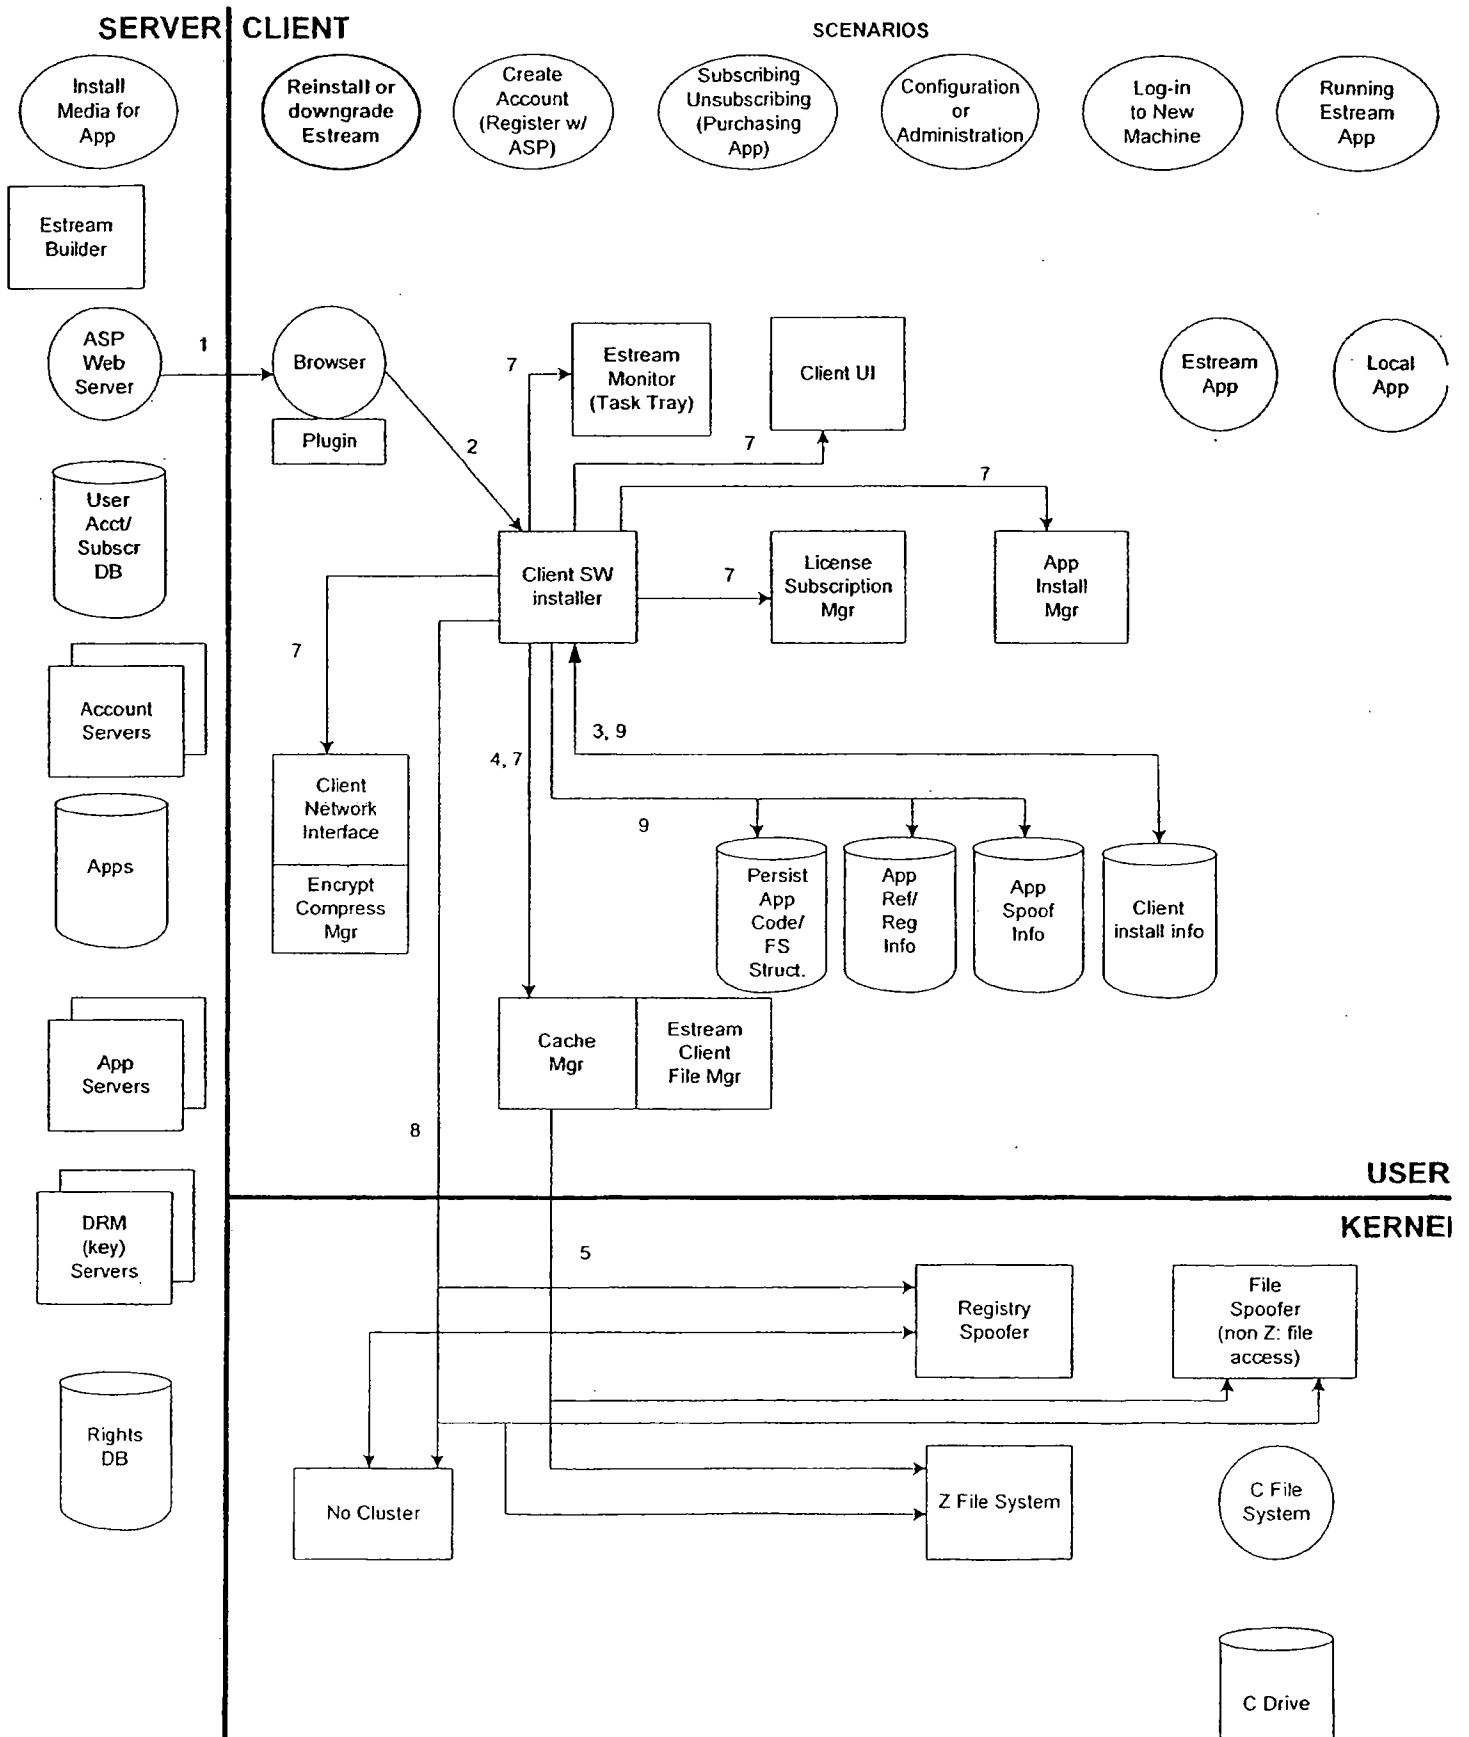 SERVER CLIENT
SCENARIOS
Install
Media for
App
Reinstall or
downgrade
Estream
Create
Account
(Register w/
ASP)
Subscribing
Unsubscribing
(Purchasing
App)
Configuration
or
Administration
Log-in
to New
Machine
Running
Estream
App
Estream
Builder
ASP
Web
Server
1
Browser
Plugin
2
7
Estream
Monitor
(Task Tray)
Client UI
7
7
Estream
App
Local
App
User
Acct/
Subscr
DB
Client SW
installer
7
License
Subscription
Mgr
App
Install
Mgr
7
Account
Servers
3, 9
4, 7
Client
Network
Interface
Encrypt
Compress
Mgr
9
Apps
Persist
App
Code/
FS
Struct.
App
Ref/
Reg
Info
App
Spoof
Info
Client
install info
App
Servers
Cache
Mgr
Estream
Client
File Mgr
8
USER
KERNEl
DRM
(key)
Servers
5
Registry
Spoofer
File
Spoofer
(non Z: file
access)
Rights
DB
No Cluster
Z File System
C File
System
C Drive